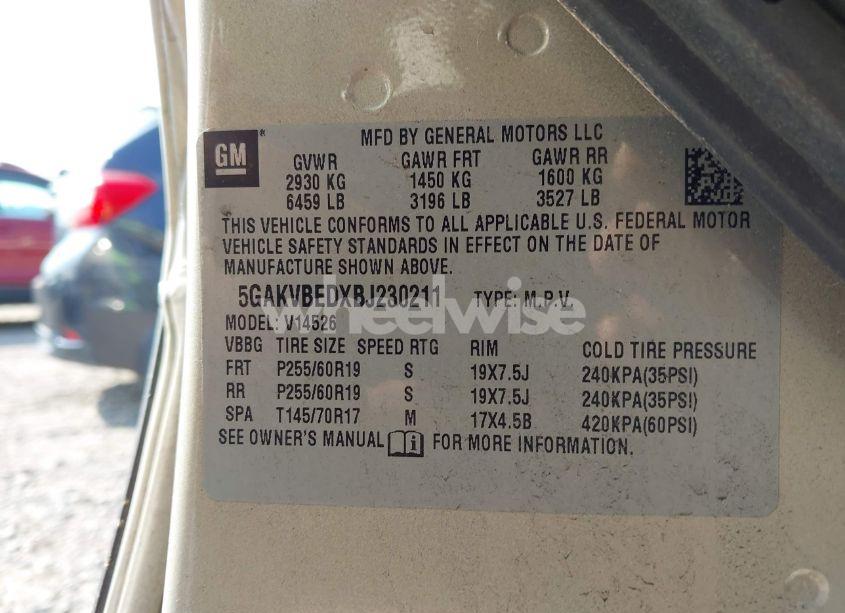 GM
MFD BY GENERAL MOTORS LLC
GVWR GAWR FRT GAWR RR
2930 KG 1450 KG 1600 KG
6459 LB 3196 LB 3527 LB
THIS VEHICLE CONFORMS TO ALL APPLICABLE U.S. FEDERAL MOTOR
VEHICLE SAFETY STANDARDS IN EFFECT ON THE DATE OF
MANUFACTURE SHOWN ABOVE.
5GAKVBEDXBJ230211 TYPE: M.P.V.
wheelwise
MODEL: V14526
VBBG TIRE SIZE SPEED RTG RIM COLD TIRE PRESSURE
FRT P255/60R19 S 19X7.5J 240KPA(35PSI)
RR P255/60R19 S 19X7.5J 240KPA(35PSI)
SPA T145/70R17 M 17X4.5B 420KPA(60PSI)
SEE OWNER'S MANUAL i FOR MORE INFORMATION.